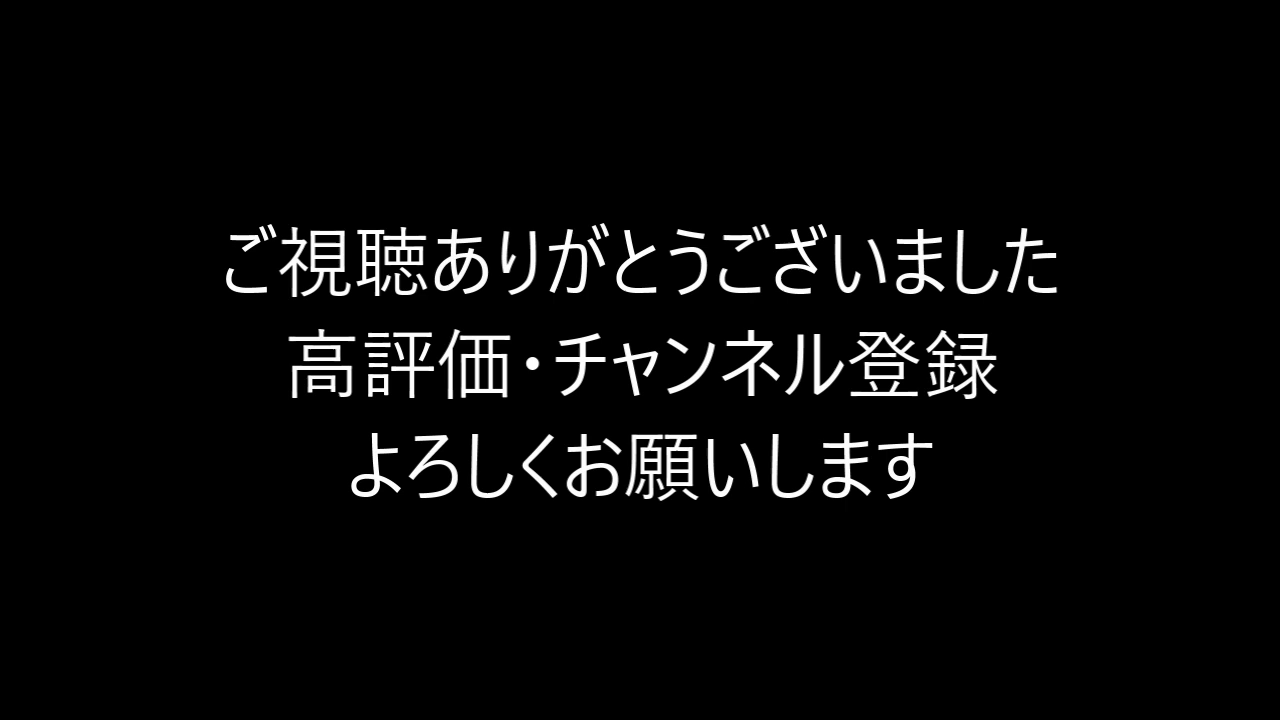 ご視聴ありがとうございました
高評価・チャンネル登録
よろしくお願いします